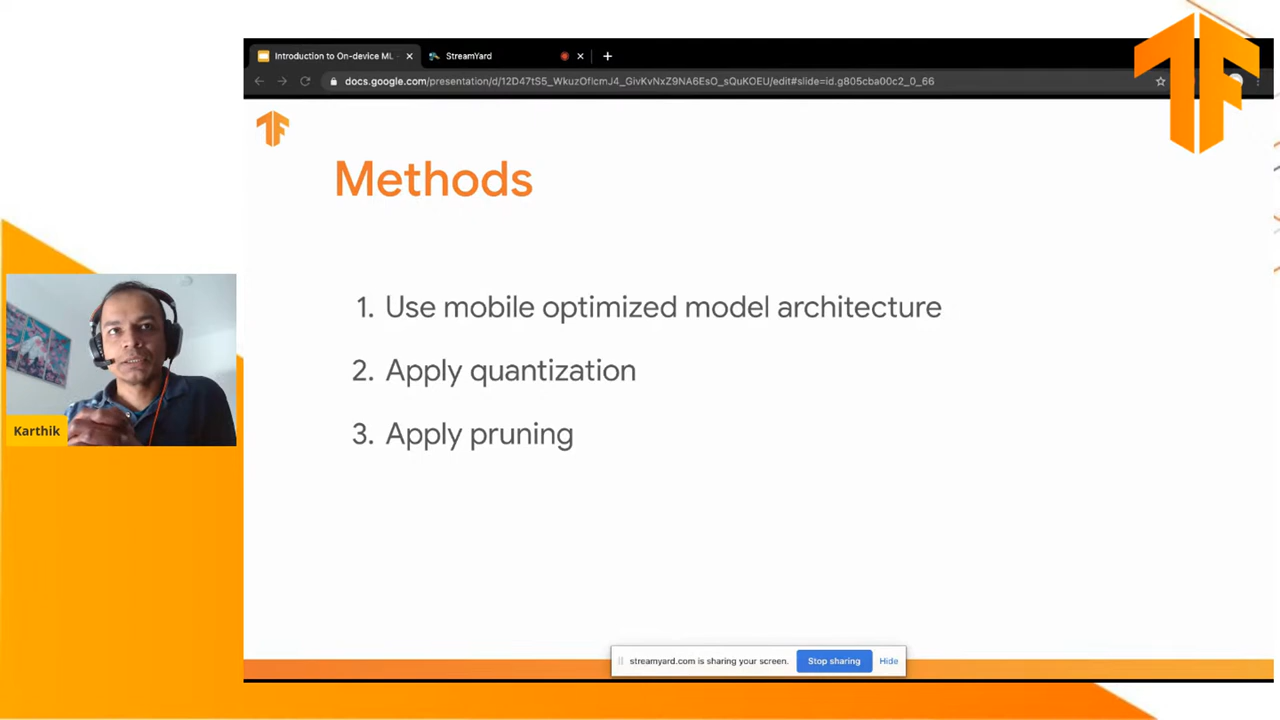 Introduction to On-device ML
StreamYard
docs.google.com/presentation/d/12D47tS5_WkuzOflcmJ4_GivKvNxZ9NA6EsO_sQuKOEU/edit#slide=id.g805cba00c2_0_66
Methods
1. Use mobile optimized model architecture
2. Apply quantization
3. Apply pruning
Karthik
streamyard.com is sharing your screen.
Stop sharing
Hide